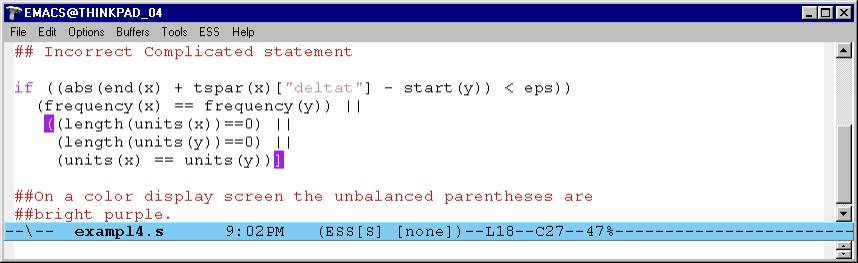 EMACS@THINKPAD_04
File Edit Options Buffers Tools ESS Help
## Incorrect Complicated statement
if ((abs(end(x) + tspar(x)["deltat"] - start(y)) < eps))
  (frequency(x) == frequency(y)) ||
   ((length(units(x))==0) ||
    (length(units(y))==0) ||
    (units(x) == units(y))]
##On a color display screen the unbalanced parentheses are
##bright purple.
--\--  exampl4.s     9:02PM   (ESS[S] [none])--L18--C27--47%------------------------